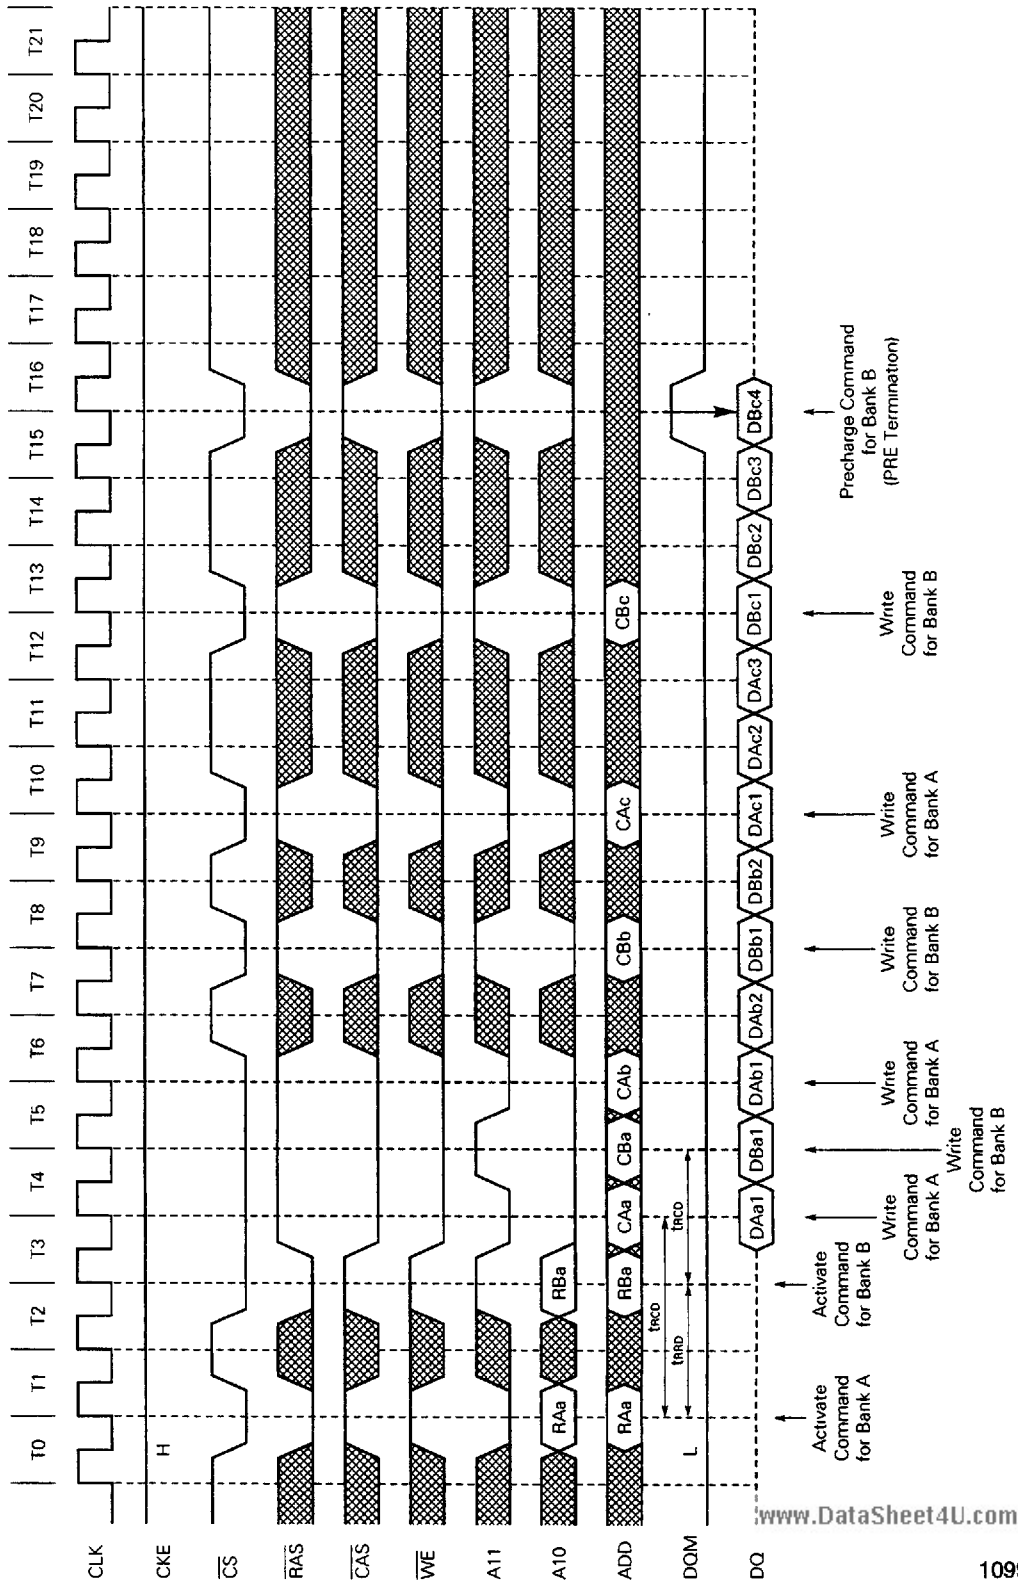 T0 T1 T2 T3 T4 T5 T6 T7 T8 T9 T10 T11 T12 T13 T14 T15 T16 T17 T18 T19 T20 T21
CLK
CKE
H
CS
RAS
CAS
WE
A11
A10
RAa RBa
ADD
RAa RBa CAa CBa CAb CBb CAc CBc
tRCD
tRRD tRCD
DQM
L
DQ
DAa1 DBa1 DAb1 DAb2 DBb1 DBb2 DAc1 DAc2 DAc3 DBc1 DBc2 DBc3 DBc4
Activate
Command
for Bank A
Activate
Command
for Bank B
Write
Command
for Bank A
Write
Command
for Bank B
Write
Command
for Bank A
Write
Command
for Bank B
Write
Command
for Bank A
Write
Command
for Bank B
Precharge Command
for Bank B
(PRE Termination)
www.DataSheet4U.com